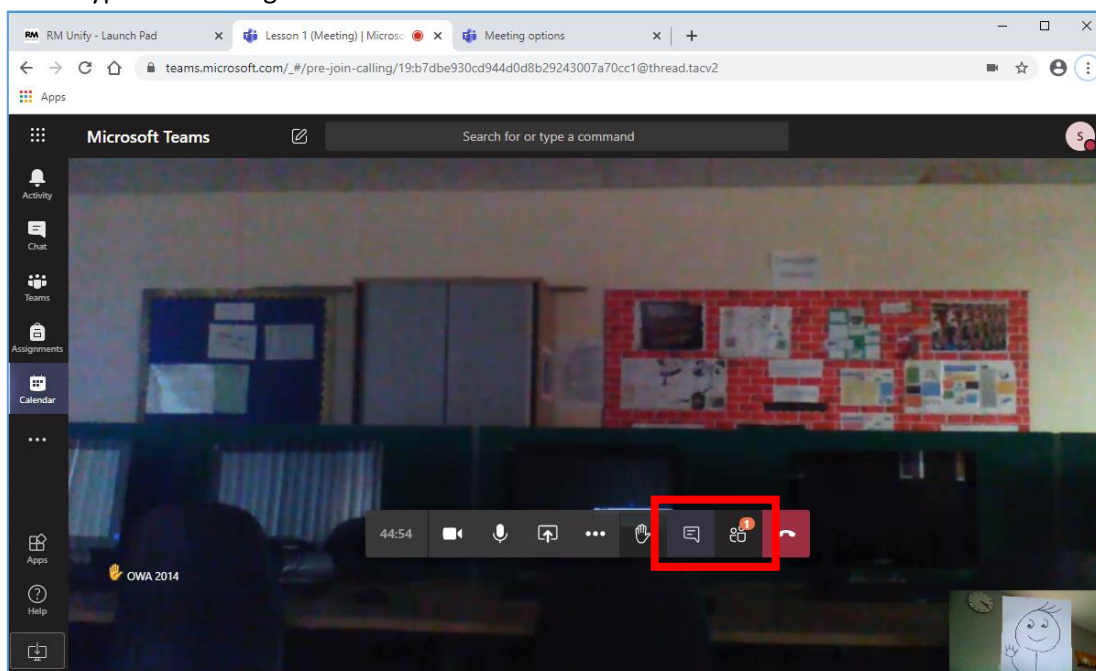 RM RM Unify - Launch Pad
Lesson 1 (Meeting) | Microso
Meeting options
teams.microsoft.com/_#/pre-join-calling/19:b7dbe930cd944d0d8b29243007a70cc1@thread.tacv2
Apps
Microsoft Teams
Search for or type a command
S
Activity
Chat
Teams
Assignments
Calendar
44:54
1
Apps
OWA 2014
Help